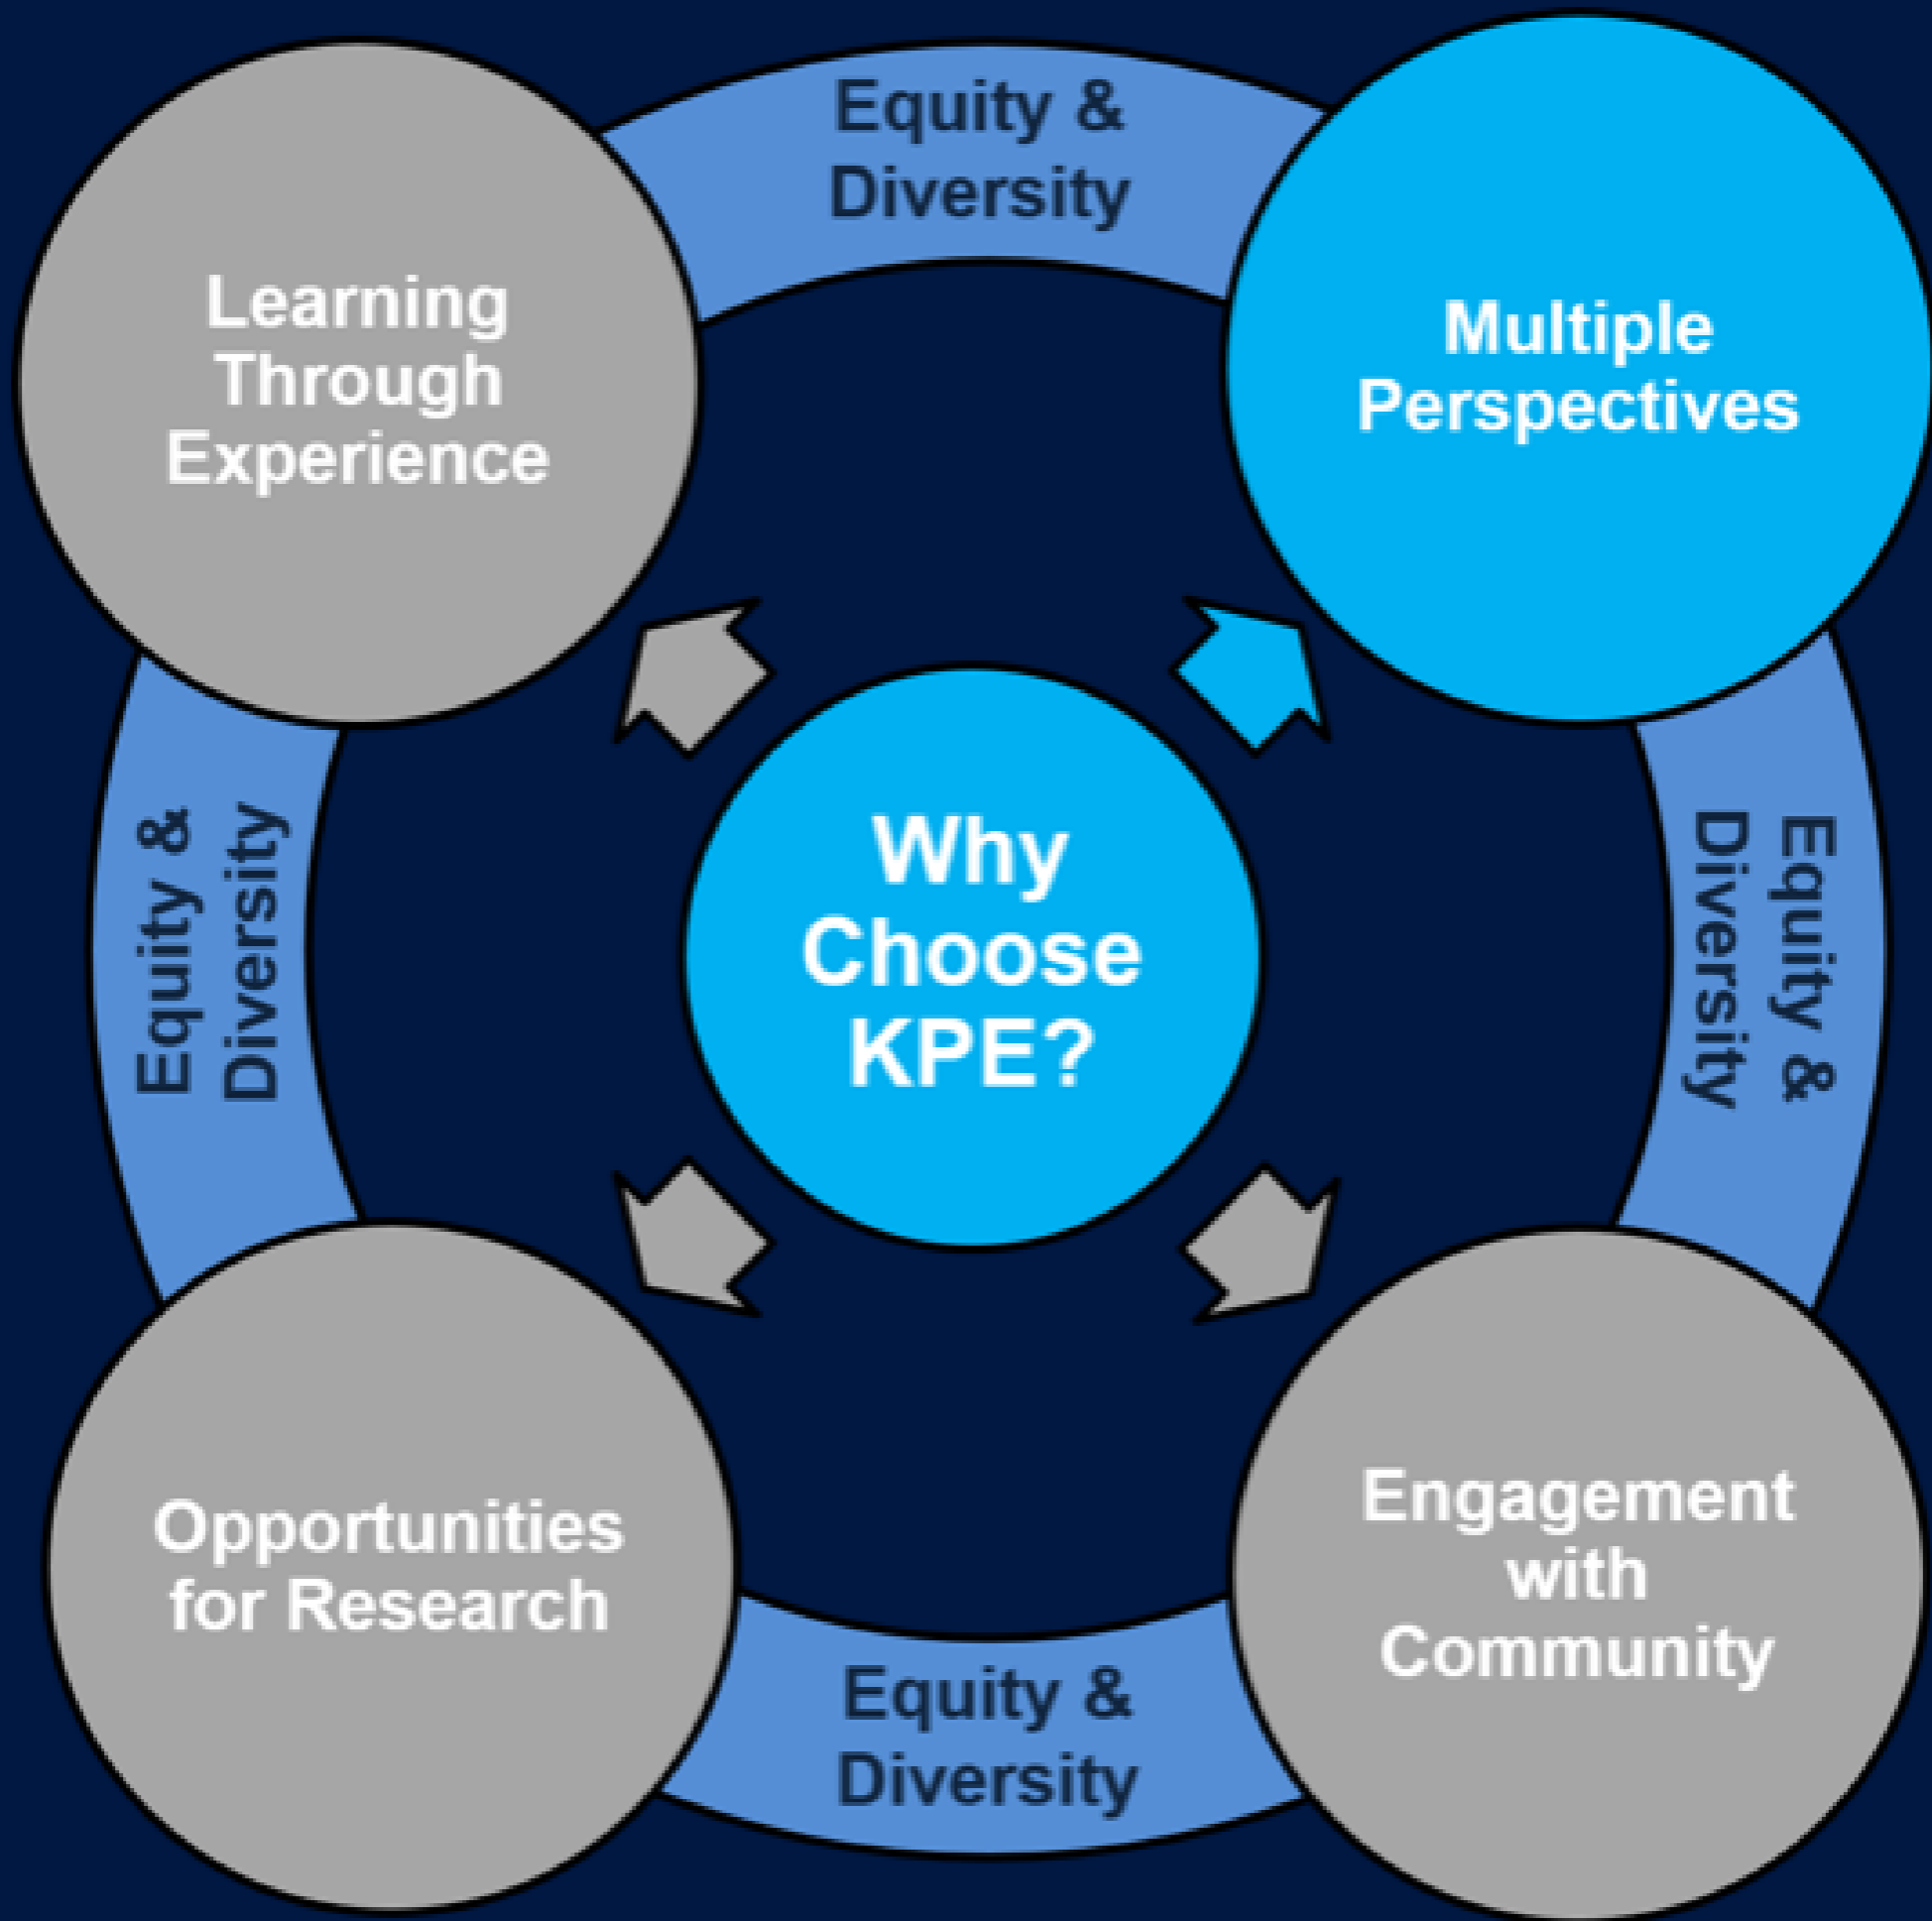 Equity &
Diversity
Learning
Through
Experience
Multiple
Perspectives
Equity &
Diversity
Why
Choose
KPE?
Equity &
Diversity
Opportunities
for Research
Engagement
with
Community
Equity &
Diversity